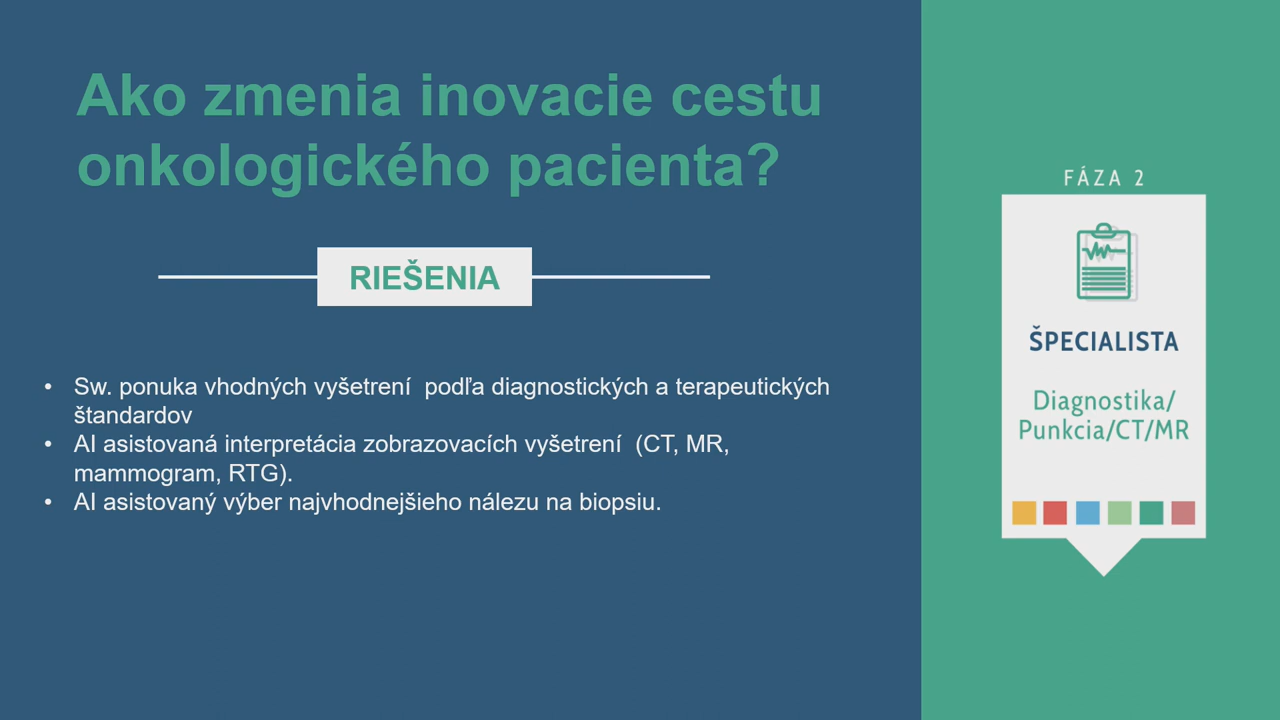 Ako zmenia inovacie cestu
onkologického pacienta?
RIEŠENIA
• Sw. ponuka vhodných vyšetrení  podľa diagnostických a terapeutických
štandardov
• AI asistovaná interpretácia zobrazovacích vyšetrení  (CT, MR,
mammogram, RTG).
• AI asistovaný výber najvhodnejšieho nálezu na biopsiu.
FÁZA 2
ŠPECIALISTA
Diagnostika/
Punkcia/CT/MR